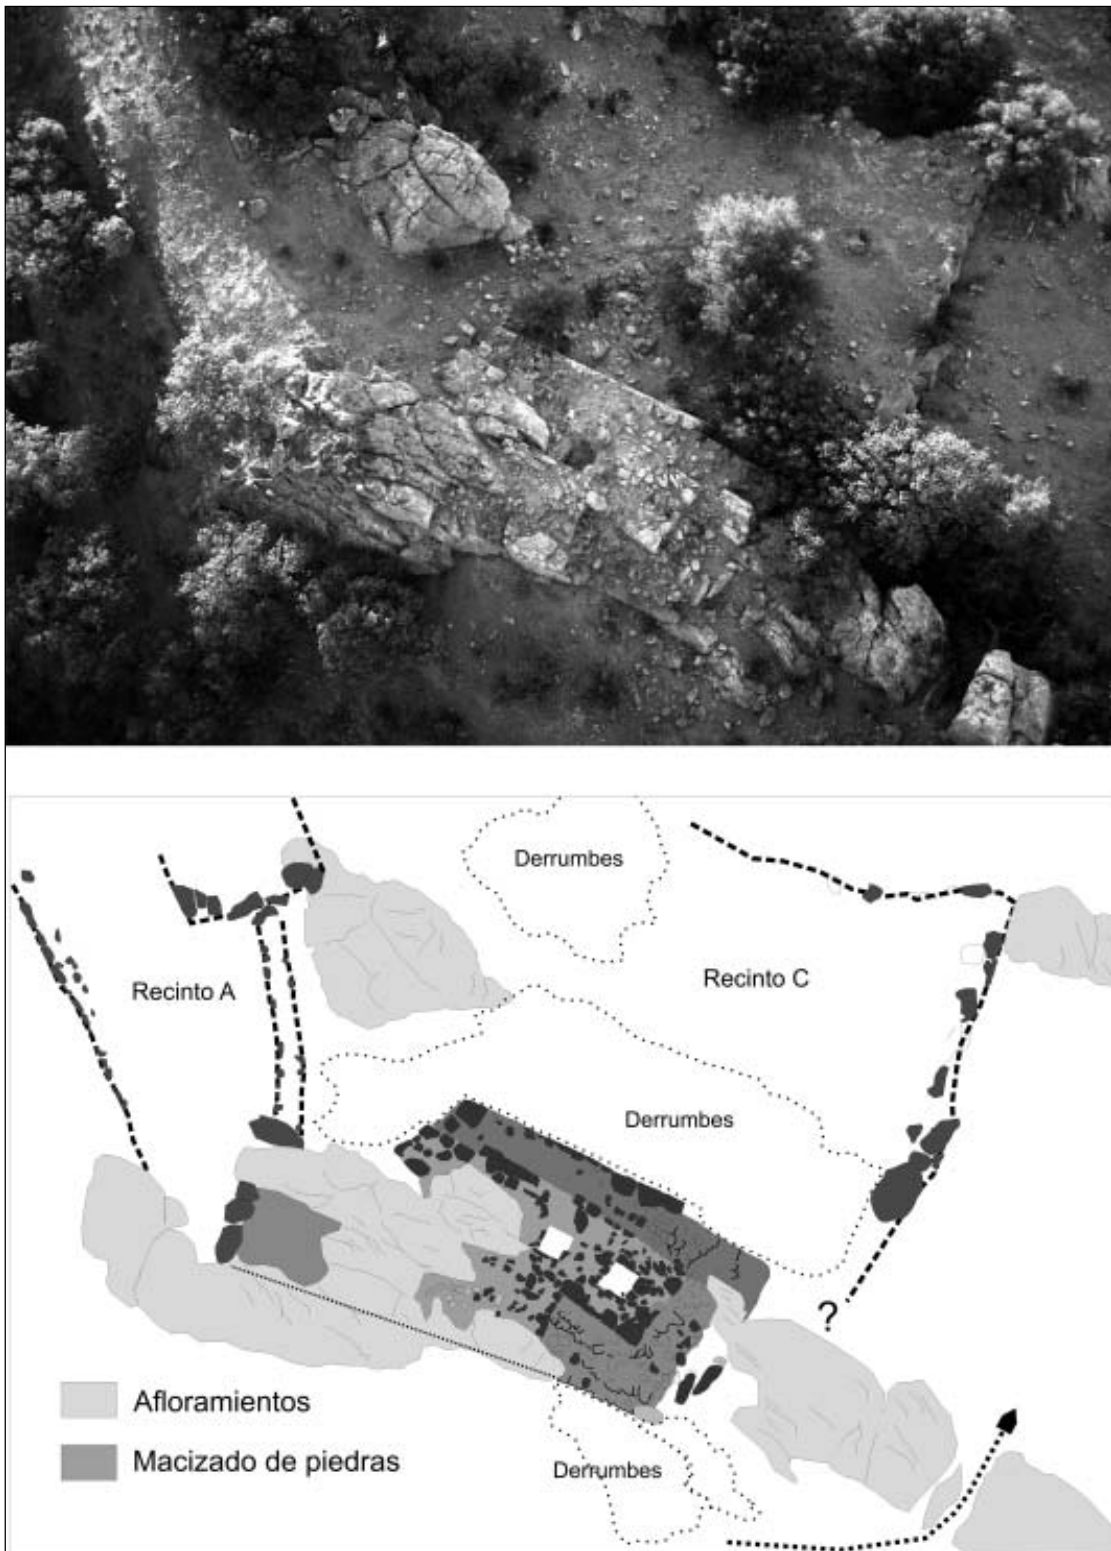 Derrumbes
Recinto A
Recinto C
Derrumbes
?
Afloramientos
Macizado de piedras
Derrumbes